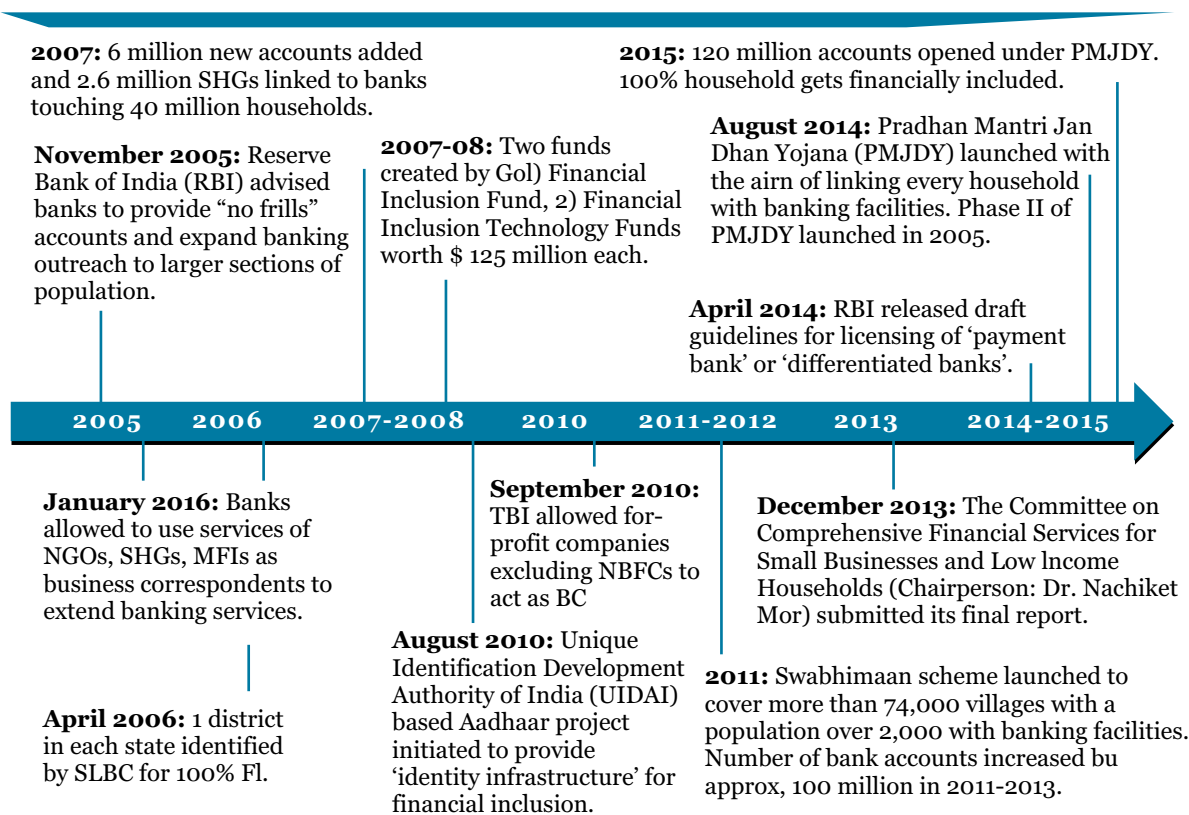 2007: 6 million new accounts added
and 2.6 million SHGs linked to banks
touching 40 million households.
2015: 120 million accounts opened under PMJDY.
100% household gets financially included.
November 2005: Reserve
Bank of India (RBI) advised
banks to provide “no frills”
accounts and expand banking
outreach to larger sections of
population.
2007-08: Two funds
created by Gol) Financial
Inclusion Fund, 2) Financial
Inclusion Technology Funds
worth $ 125 million each.
August 2014: Pradhan Mantri Jan
Dhan Yojana (PMJDY) launched with
the airn of linking every household
with banking facilities. Phase II of
PMJDY launched in 2005.
April 2014: RBI released draft
guidelines for licensing of ‘payment
bank’ or ‘differentiated banks’.
2005 2006 2007-2008 2010 2011-2012 2013 2014-2015
January 2016: Banks
allowed to use services of
NGOs, SHGs, MFIs as
business correspondents to
extend banking services.
April 2006: 1 district
in each state identified
by SLBC for 100% Fl.
September 2010:
TBI allowed for-
profit companies
excluding NBFCs to
act as BC
August 2010: Unique
Identification Development
Authority of India (UIDAI)
based Aadhaar project
initiated to provide
‘identity infrastructure’ for
financial inclusion.
December 2013: The Committee on
Comprehensive Financial Services for
Small Businesses and Low lncome
Households (Chairperson: Dr. Nachiket
Mor) submitted its final report.
2011: Swabhimaan scheme launched to
cover more than 74,000 villages with a
population over 2,000 with banking facilities.
Number of bank accounts increased bu
approx, 100 million in 2011-2013.